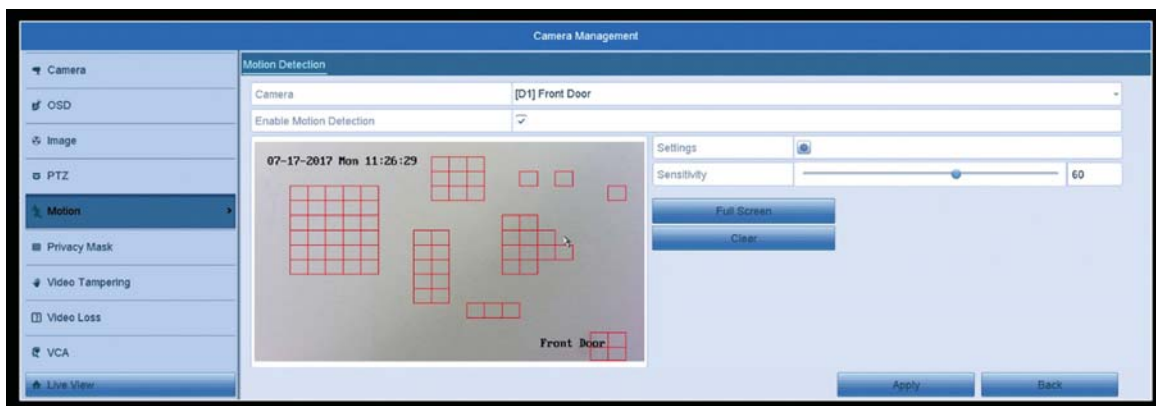 Camera Management
Camera
OSD
Image
PTZ
Motion
Privacy Mask
Video Tampering
Video Loss
VCA
Live View
Motion Detection
Camera [D1] Front Door
Enable Motion Detection
07-17-2017 Mon 11:26:29
Front Door
Settings
Sensitivity 60
Full Screen
Clear
Apply
Back